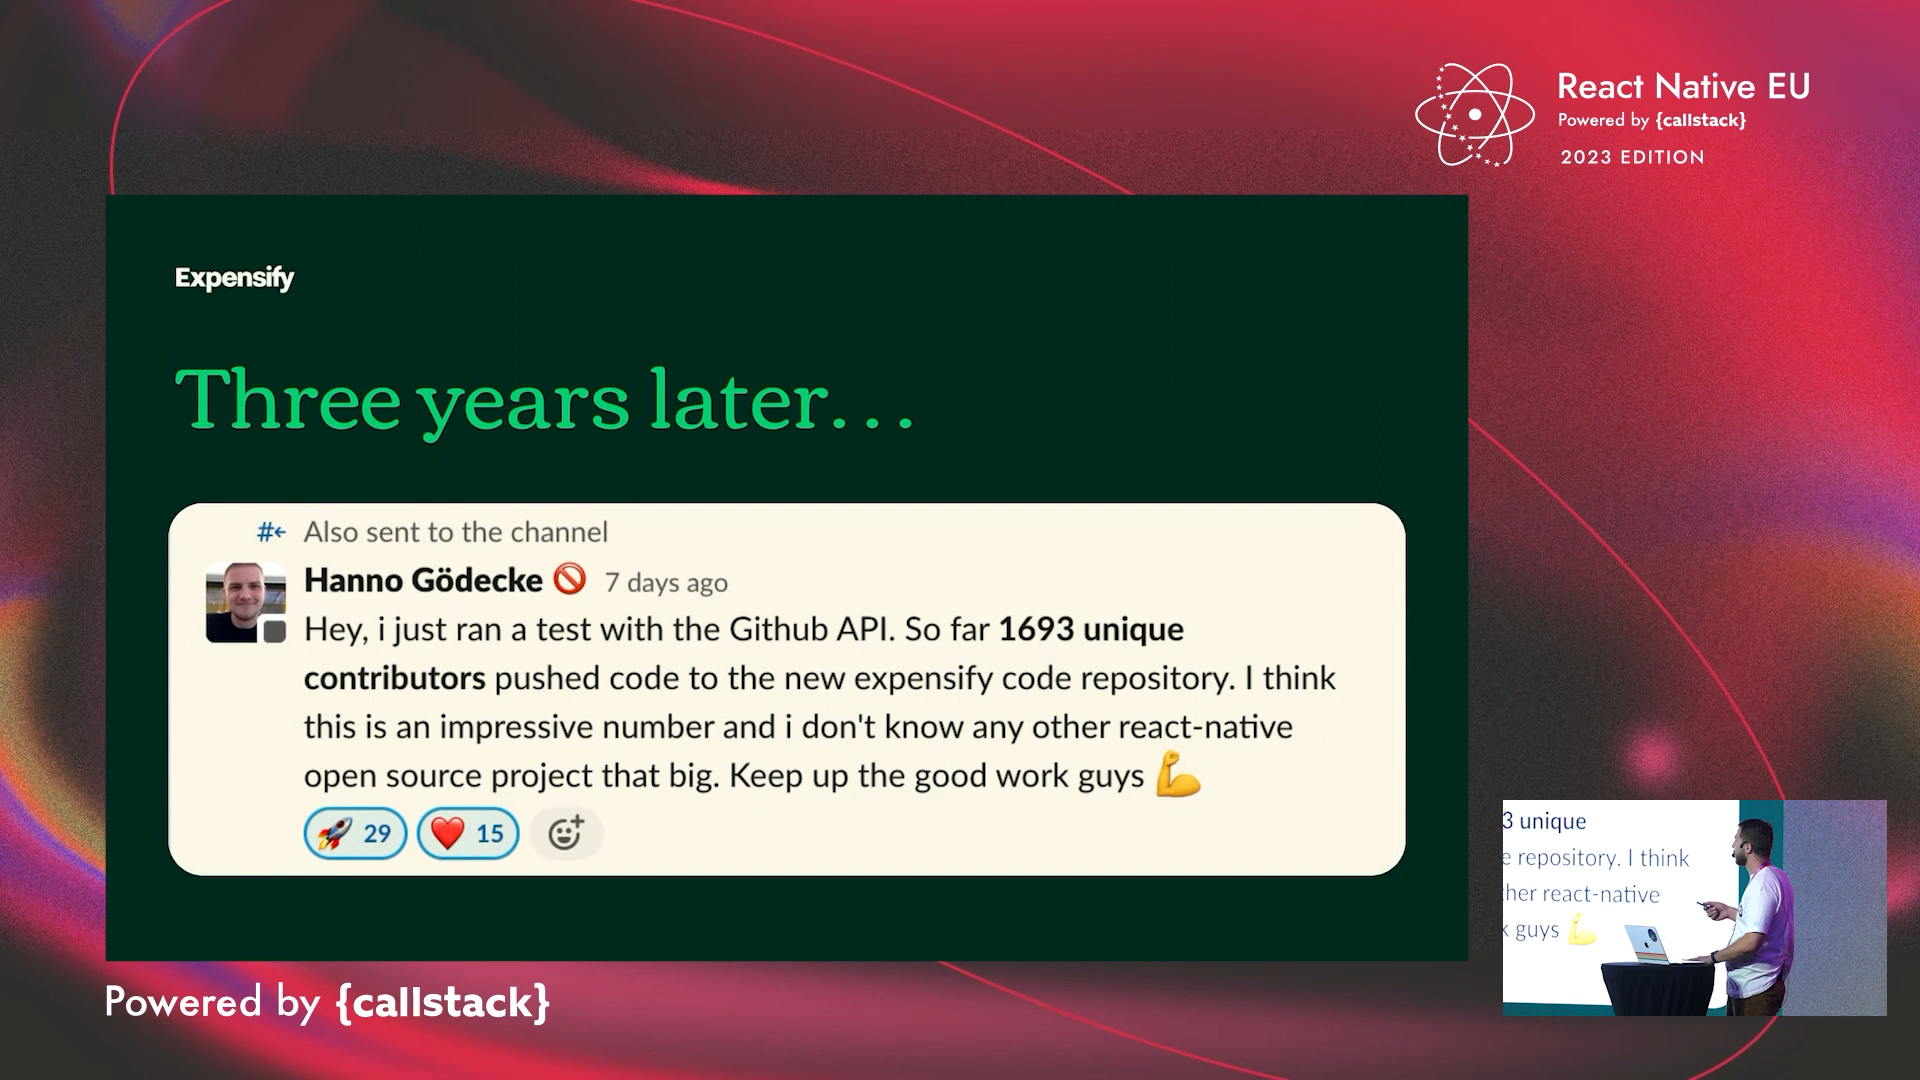 React Native EU
Powered by {callstack}
2023 EDITION
Expensify
Three years later...
Also sent to the channel
Hanno Gödecke 🚫 7 days ago
Hey, i just ran a test with the Github API. So far 1693 unique
contributors pushed code to the new expensify code repository. I think
this is an impressive number and i don't know any other react-native
open source project that big. Keep up the good work guys 💪
🚀 29 ❤️ 15
3 unique
e repository. I think
ther react-native
k guys 💪
Powered by {callstack}